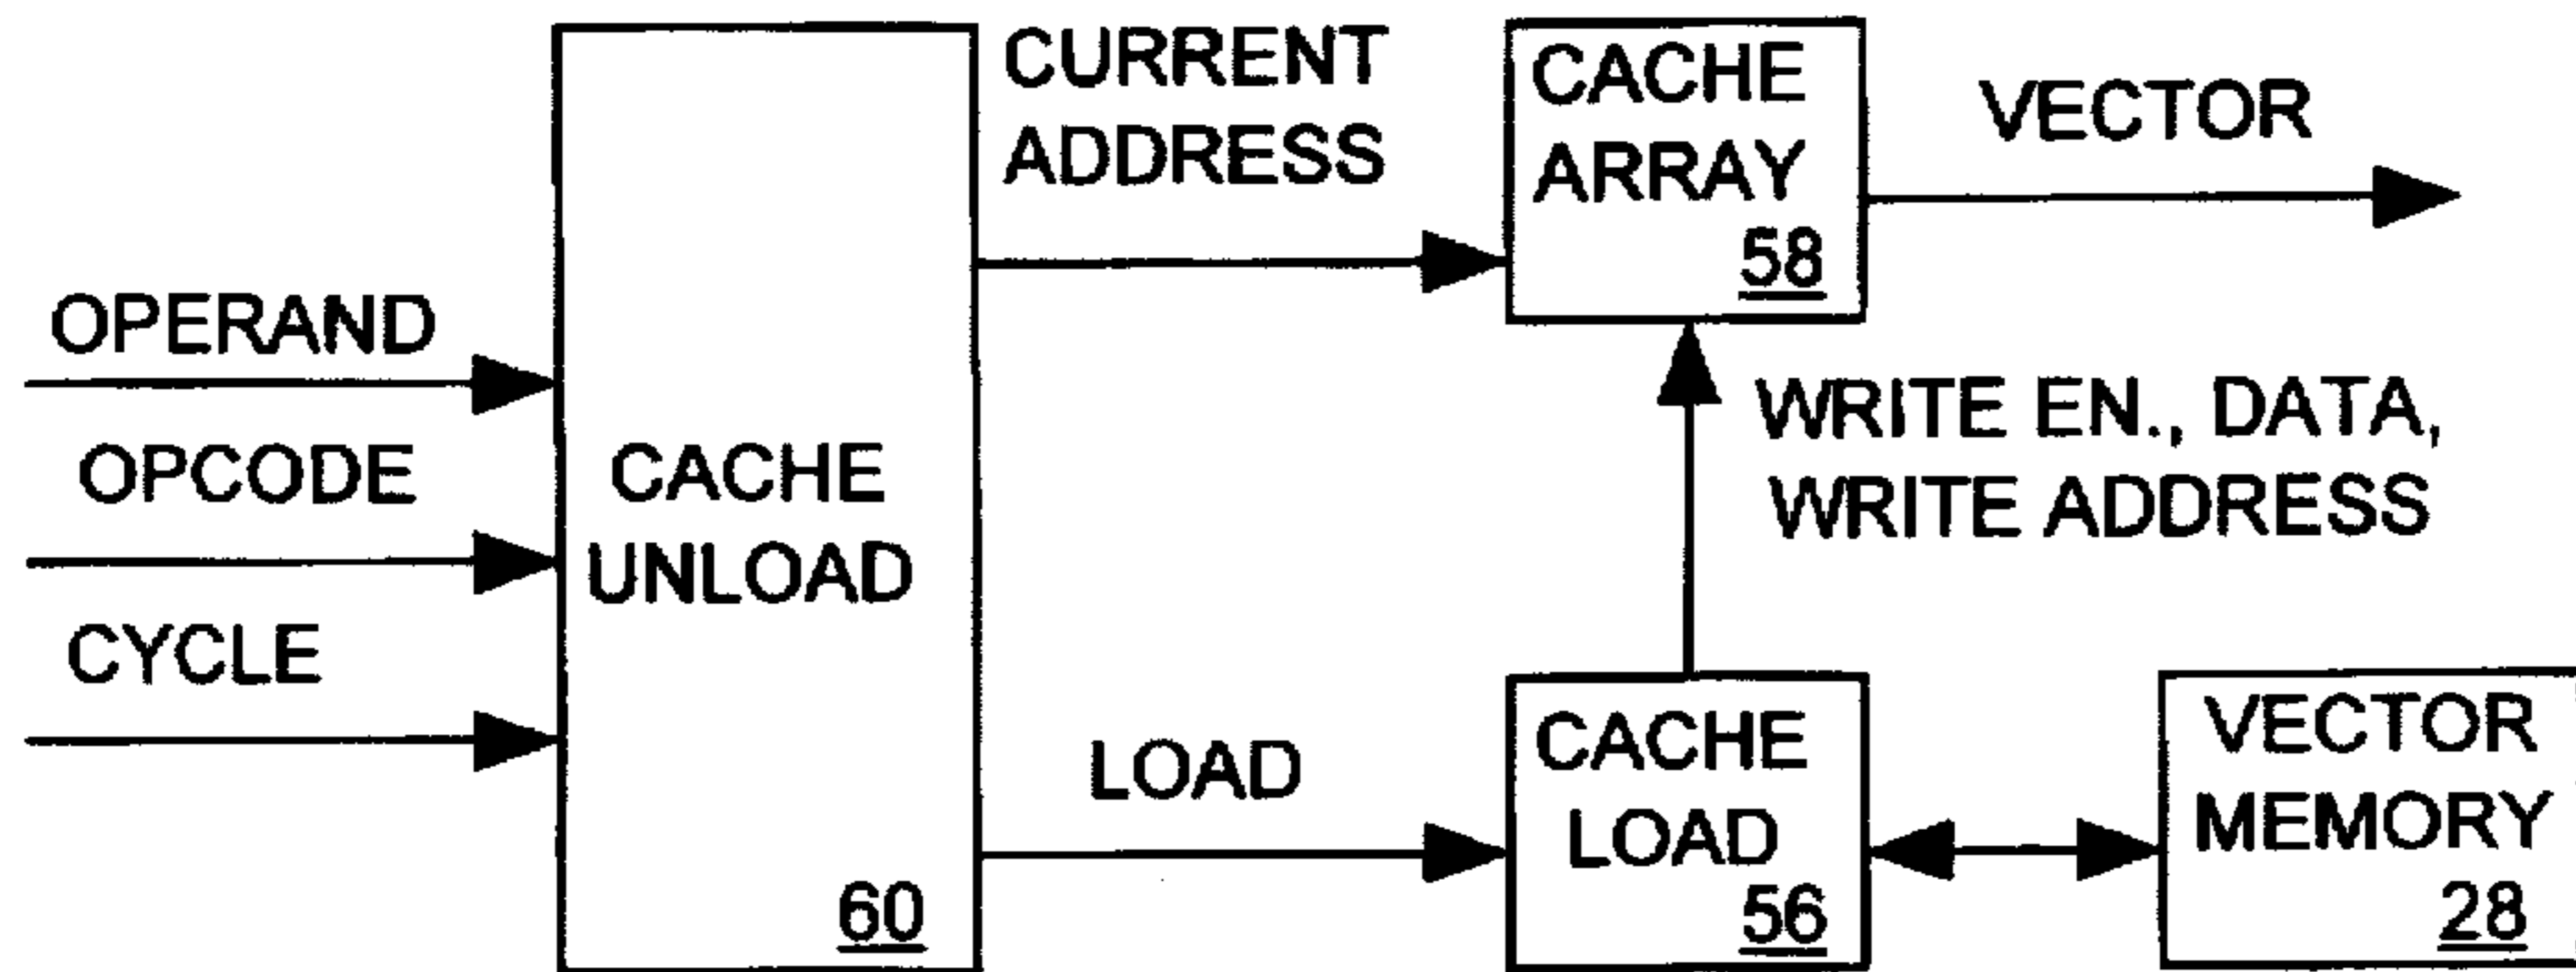 OPERAND
OPCODE
CYCLE
CACHE
UNLOAD
60
CURRENT
ADDRESS
CACHE
ARRAY
58
VECTOR
WRITE EN., DATA,
WRITE ADDRESS
LOAD
CACHE
LOAD
56
VECTOR
MEMORY
28